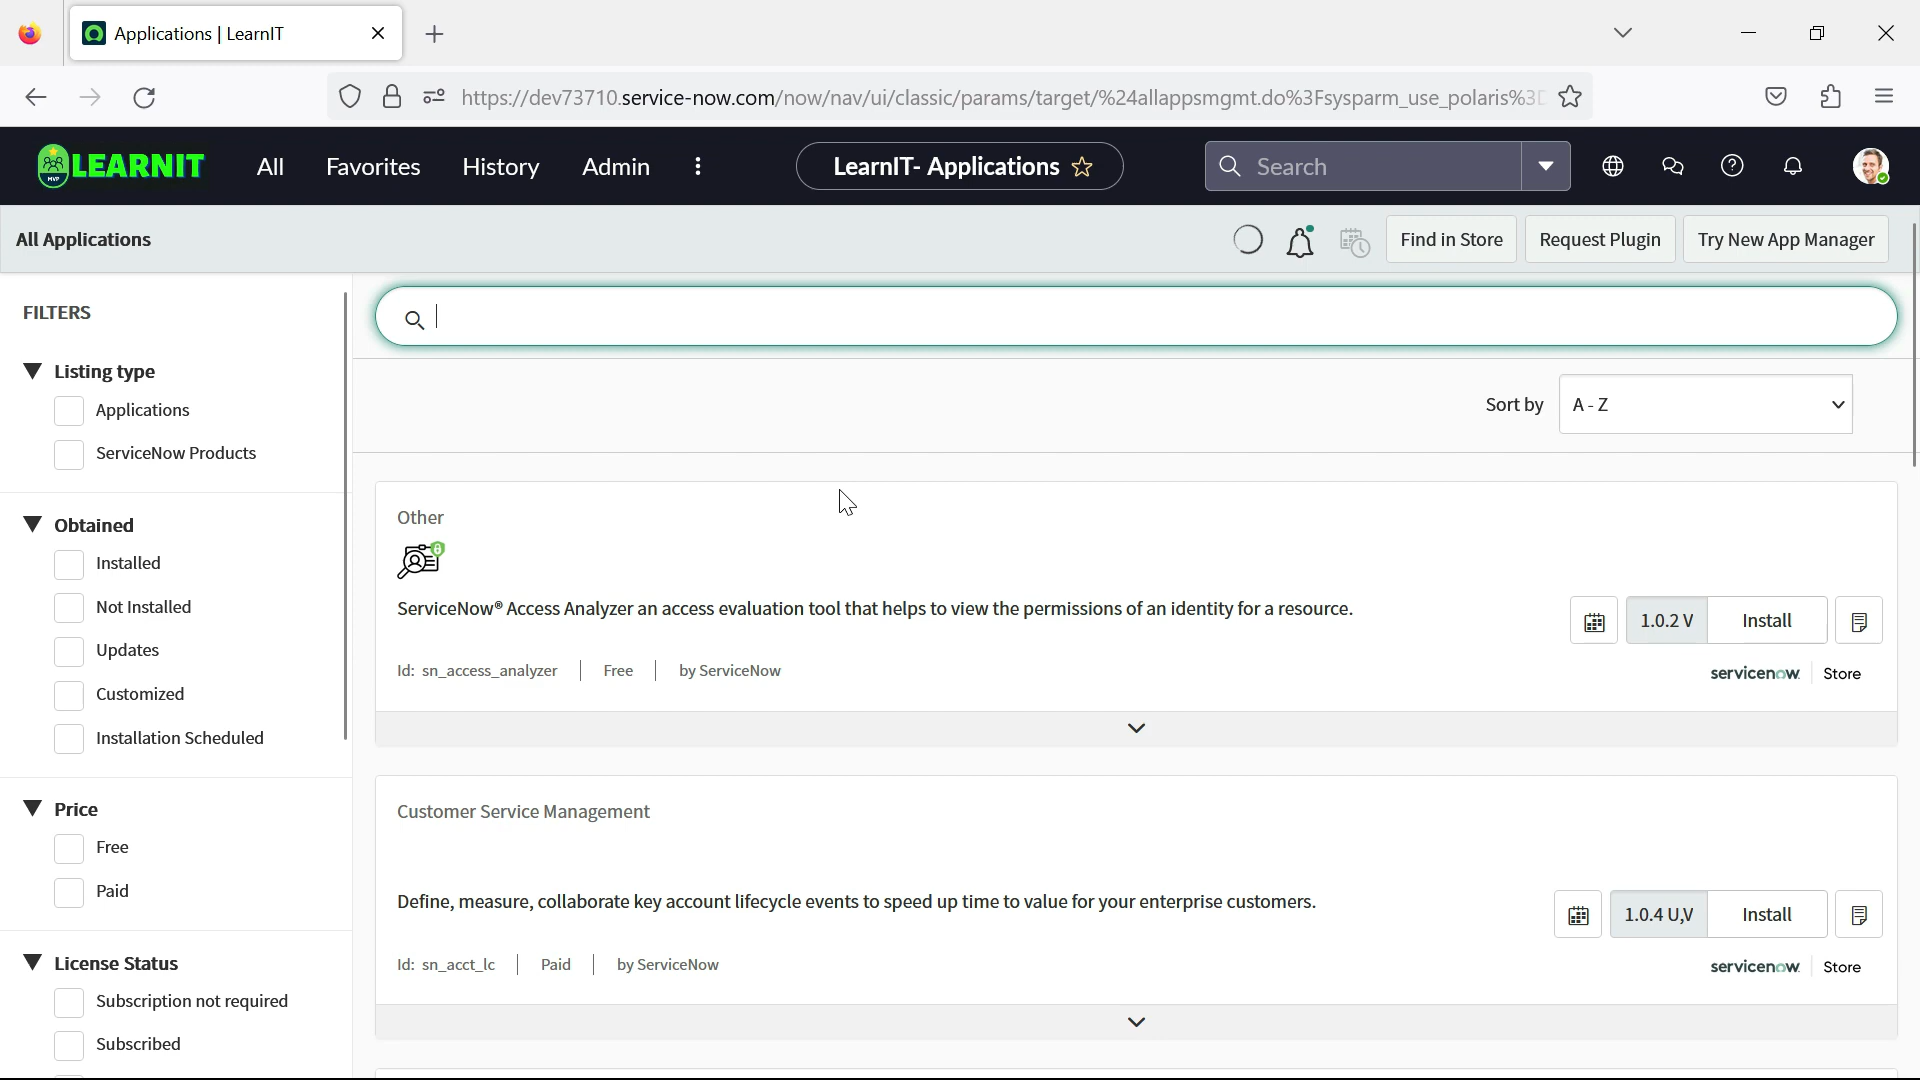 Applications | LearnIT
https://dev73710.service-now.com/now/nav/ui/classic/params/target/%24allappsmgmt.do%3Fsysparm_use_polaris%3D
MVP LEARNIT All Favorites History Admin LearnIT- Applications Search
All Applications Find in Store Request Plugin Try New App Manager
FILTERS
Listing type
Applications
ServiceNow Products
Obtained
Installed
Not Installed
Updates
Customized
Installation Scheduled
Price
Free
Paid
License Status
Subscription not required
Subscribed
Sort by A - Z
Other
ServiceNow® Access Analyzer an access evaluation tool that helps to view the permissions of an identity for a resource.
1.0.2 V Install
Id: sn_access_analyzer Free by ServiceNow
servicenow Store
Customer Service Management
Define, measure, collaborate key account lifecycle events to speed up time to value for your enterprise customers.
1.0.4 U,V Install
Id: sn_acct_lc Paid by ServiceNow
servicenow Store